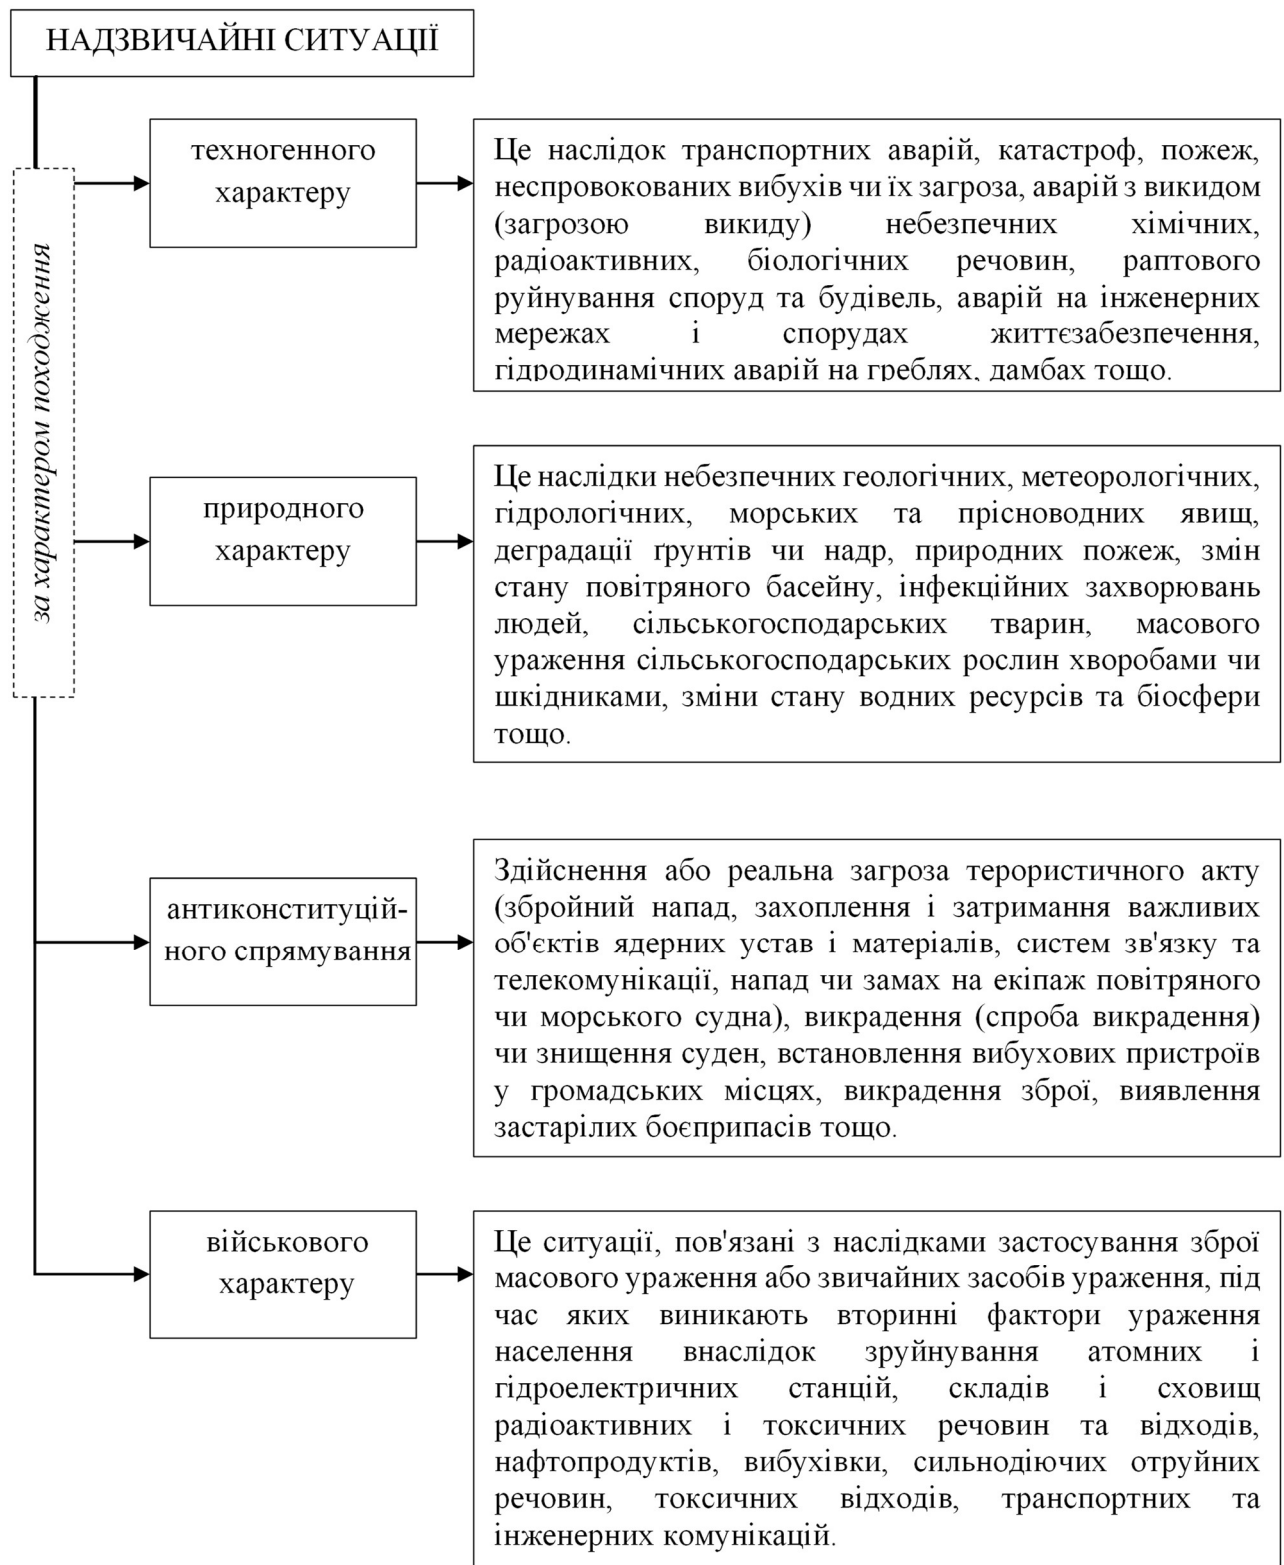 НАДЗВИЧАЙНІ СИТУАЦІЇ
за характером походження
техногенного
характеру
Це наслідок транспортних аварій, катастроф, пожеж,
неспровокованих вибухів чи їх загроза, аварій з викидом
(загрозою викиду) небезпечних хімічних,
радіоактивних, біологічних речовин, раптового
руйнування споруд та будівель, аварій на інженерних
мережах і спорудах життєзабезпечення,
гідродинамічних аварій на греблях, дамбах тощо.
природного
характеру
Це наслідки небезпечних геологічних, метеорологічних,
гідрологічних, морських та прісноводних явищ,
деградації ґрунтів чи надр, природних пожеж, змін
стану повітряного басейну, інфекційних захворювань
людей, сільськогосподарських тварин, масового
ураження сільськогосподарських рослин хворобами чи
шкідниками, зміни стану водних ресурсів та біосфери
тощо.
антиконституцій-
ного спрямування
Здійснення або реальна загроза терористичного акту
(збройний напад, захоплення і затримання важливих
об'єктів ядерних устав і матеріалів, систем зв'язку та
телекомунікації, напад чи замах на екіпаж повітряного
чи морського судна), викрадення (спроба викрадення)
чи знищення суден, встановлення вибухових пристроїв
у громадських місцях, викрадення зброї, виявлення
застарілих боєприпасів тощо.
військового
характеру
Це ситуації, пов'язані з наслідками застосування зброї
масового ураження або звичайних засобів ураження, під
час яких виникають вторинні фактори ураження
населення внаслідок зруйнування атомних і
гідроелектричних станцій, складів і сховищ
радіоактивних і токсичних речовин та відходів,
нафтопродуктів, вибухівки, сильнодіючих отруйних
речовин, токсичних відходів, транспортних та
інженерних комунікацій.